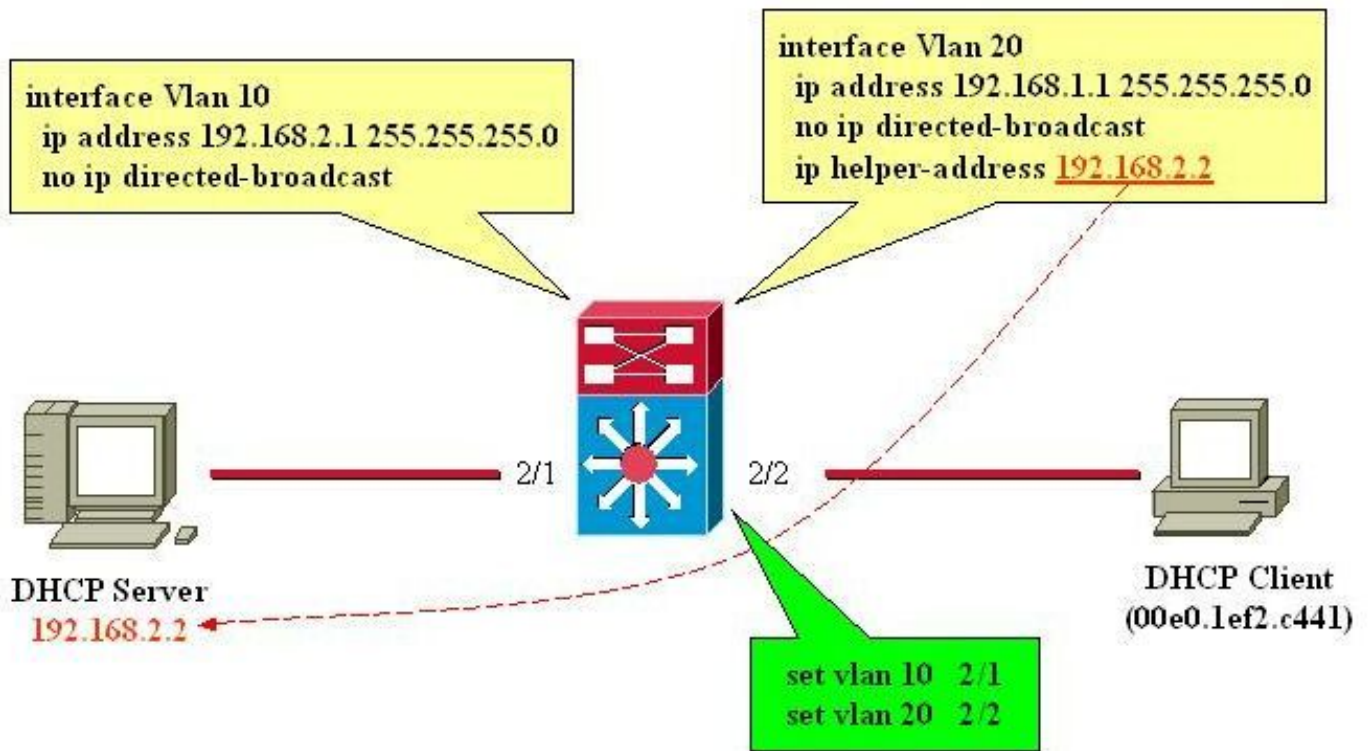 interface Vlan 10
ip address 192.168.2.1 255.255.255.0
no ip directed-broadcast
interface Vlan 20
ip address 192.168.1.1 255.255.255.0
no ip directed-broadcast
ip helper-address 192.168.2.2
2/1
2/2
DHCP Server
192.168.2.2
DHCP Client
(00e0.1ef2.c441)
set vlan 10 2/1
set vlan 20 2/2